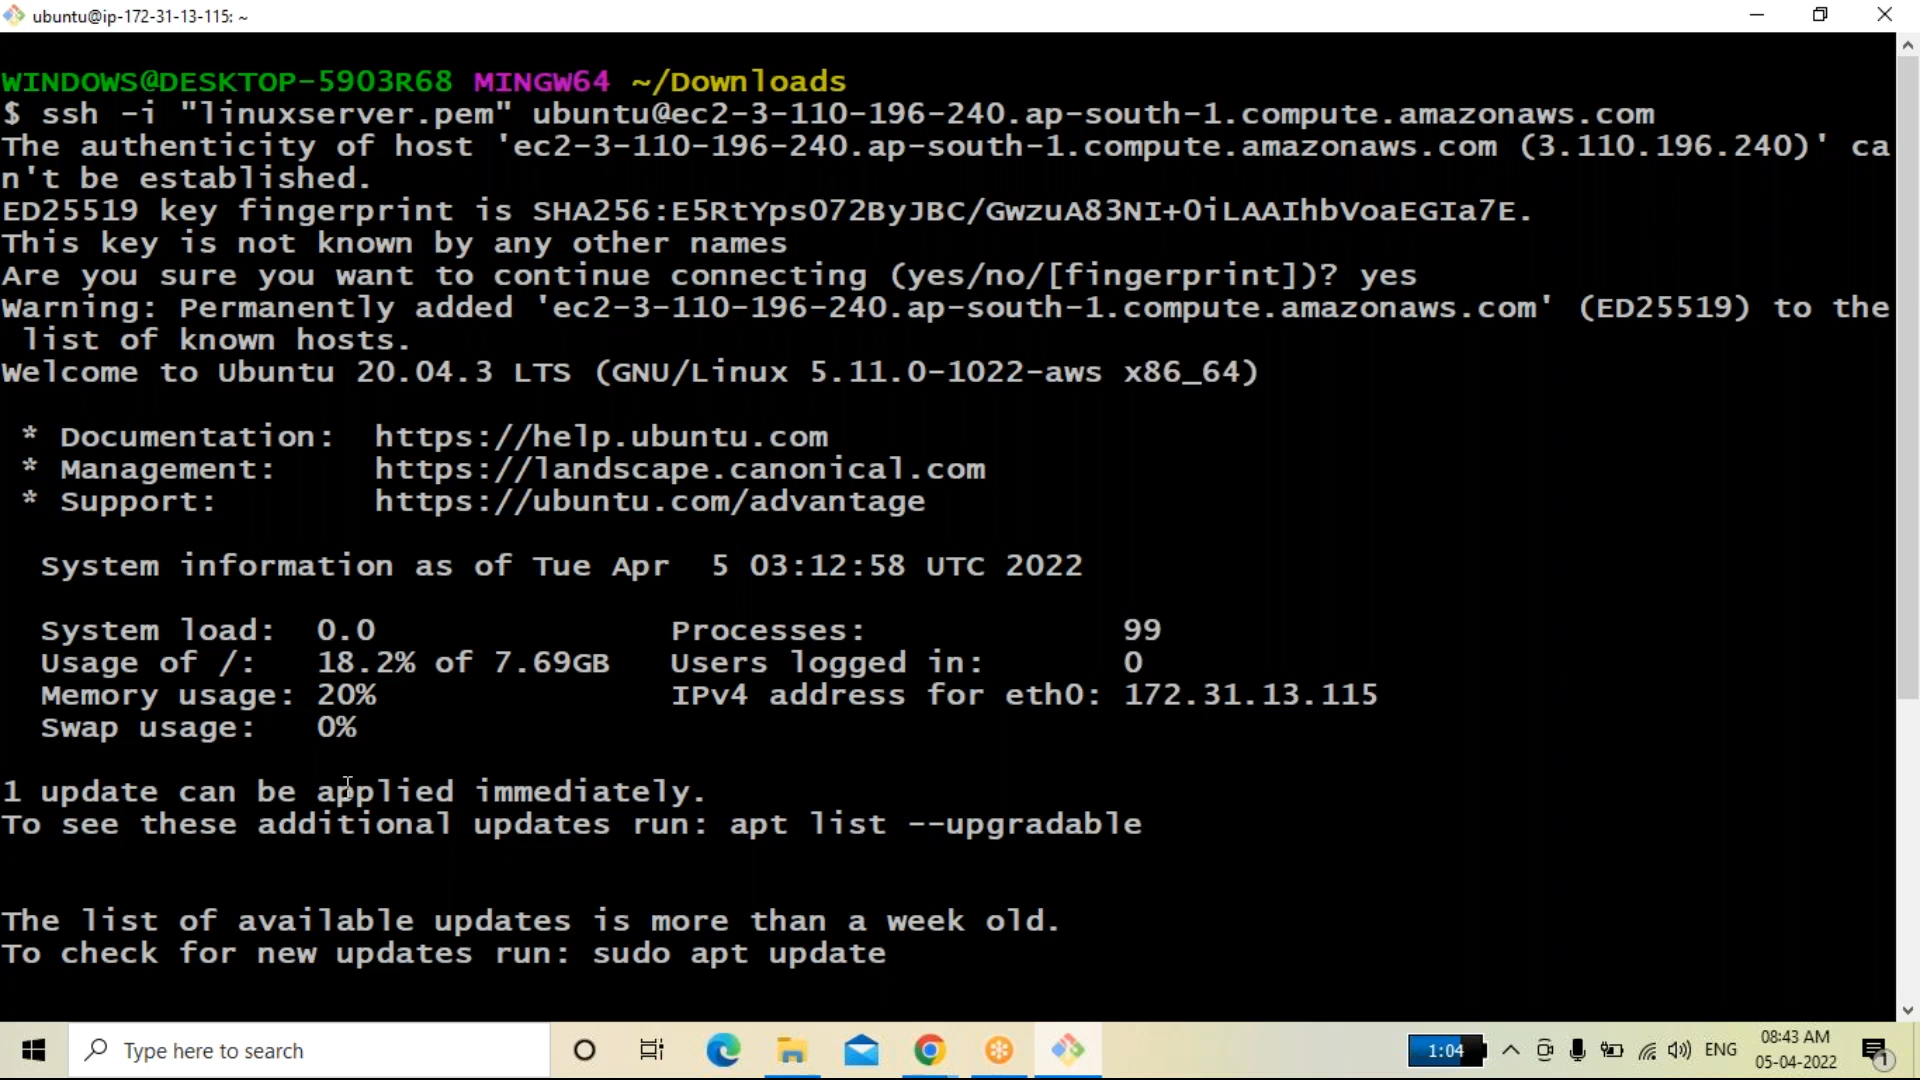 ubuntu@ip-172-31-13-115: ~
WINDOWS@DESKTOP-59O3R68 MINGW64 ~/Downloads
$ ssh -i "linuxserver.pem" ubuntu@ec2-3-110-196-240.ap-south-1.compute.amazonaws.com
The authenticity of host 'ec2-3-110-196-240.ap-south-1.compute.amazonaws.com (3.110.196.240)' ca
n't be established.
ED25519 key fingerprint is SHA256:E5RtYpsO72ByJBC/GwzuA83NI+OiLAAIhbVoaEGIa7E.
This key is not known by any other names
Are you sure you want to continue connecting (yes/no/[fingerprint])? yes
Warning: Permanently added 'ec2-3-110-196-240.ap-south-1.compute.amazonaws.com' (ED25519) to the
 list of known hosts.
Welcome to Ubuntu 20.04.3 LTS (GNU/Linux 5.11.0-1022-aws x86_64)
* Documentation:  https://help.ubuntu.com
* Management:     https://landscape.canonical.com
* Support:        https://ubuntu.com/advantage
System information as of Tue Apr  5 03:12:58 UTC 2022
System load:  0.0               Processes:             99
Usage of /:   18.2% of 7.69GB   Users logged in:       0
Memory usage: 20%               IPv4 address for eth0: 172.31.13.115
Swap usage:   0%
1 update can be applied immediately.
To see these additional updates run: apt list --upgradable
The list of available updates is more than a week old.
To check for new updates run: sudo apt update
Type here to search
1:04
ENG
08:43 AM
05-04-2022
1